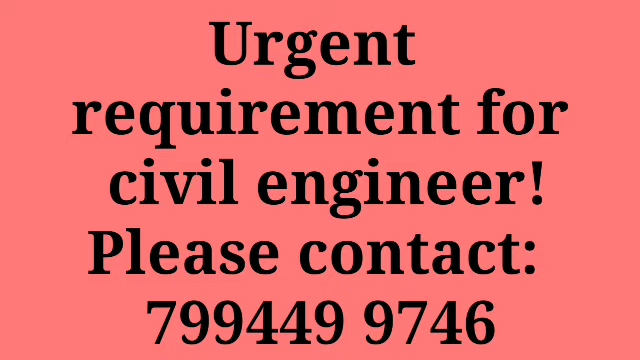 Urgent
requirement for
civil engineer!
Please contact:
799449 9746